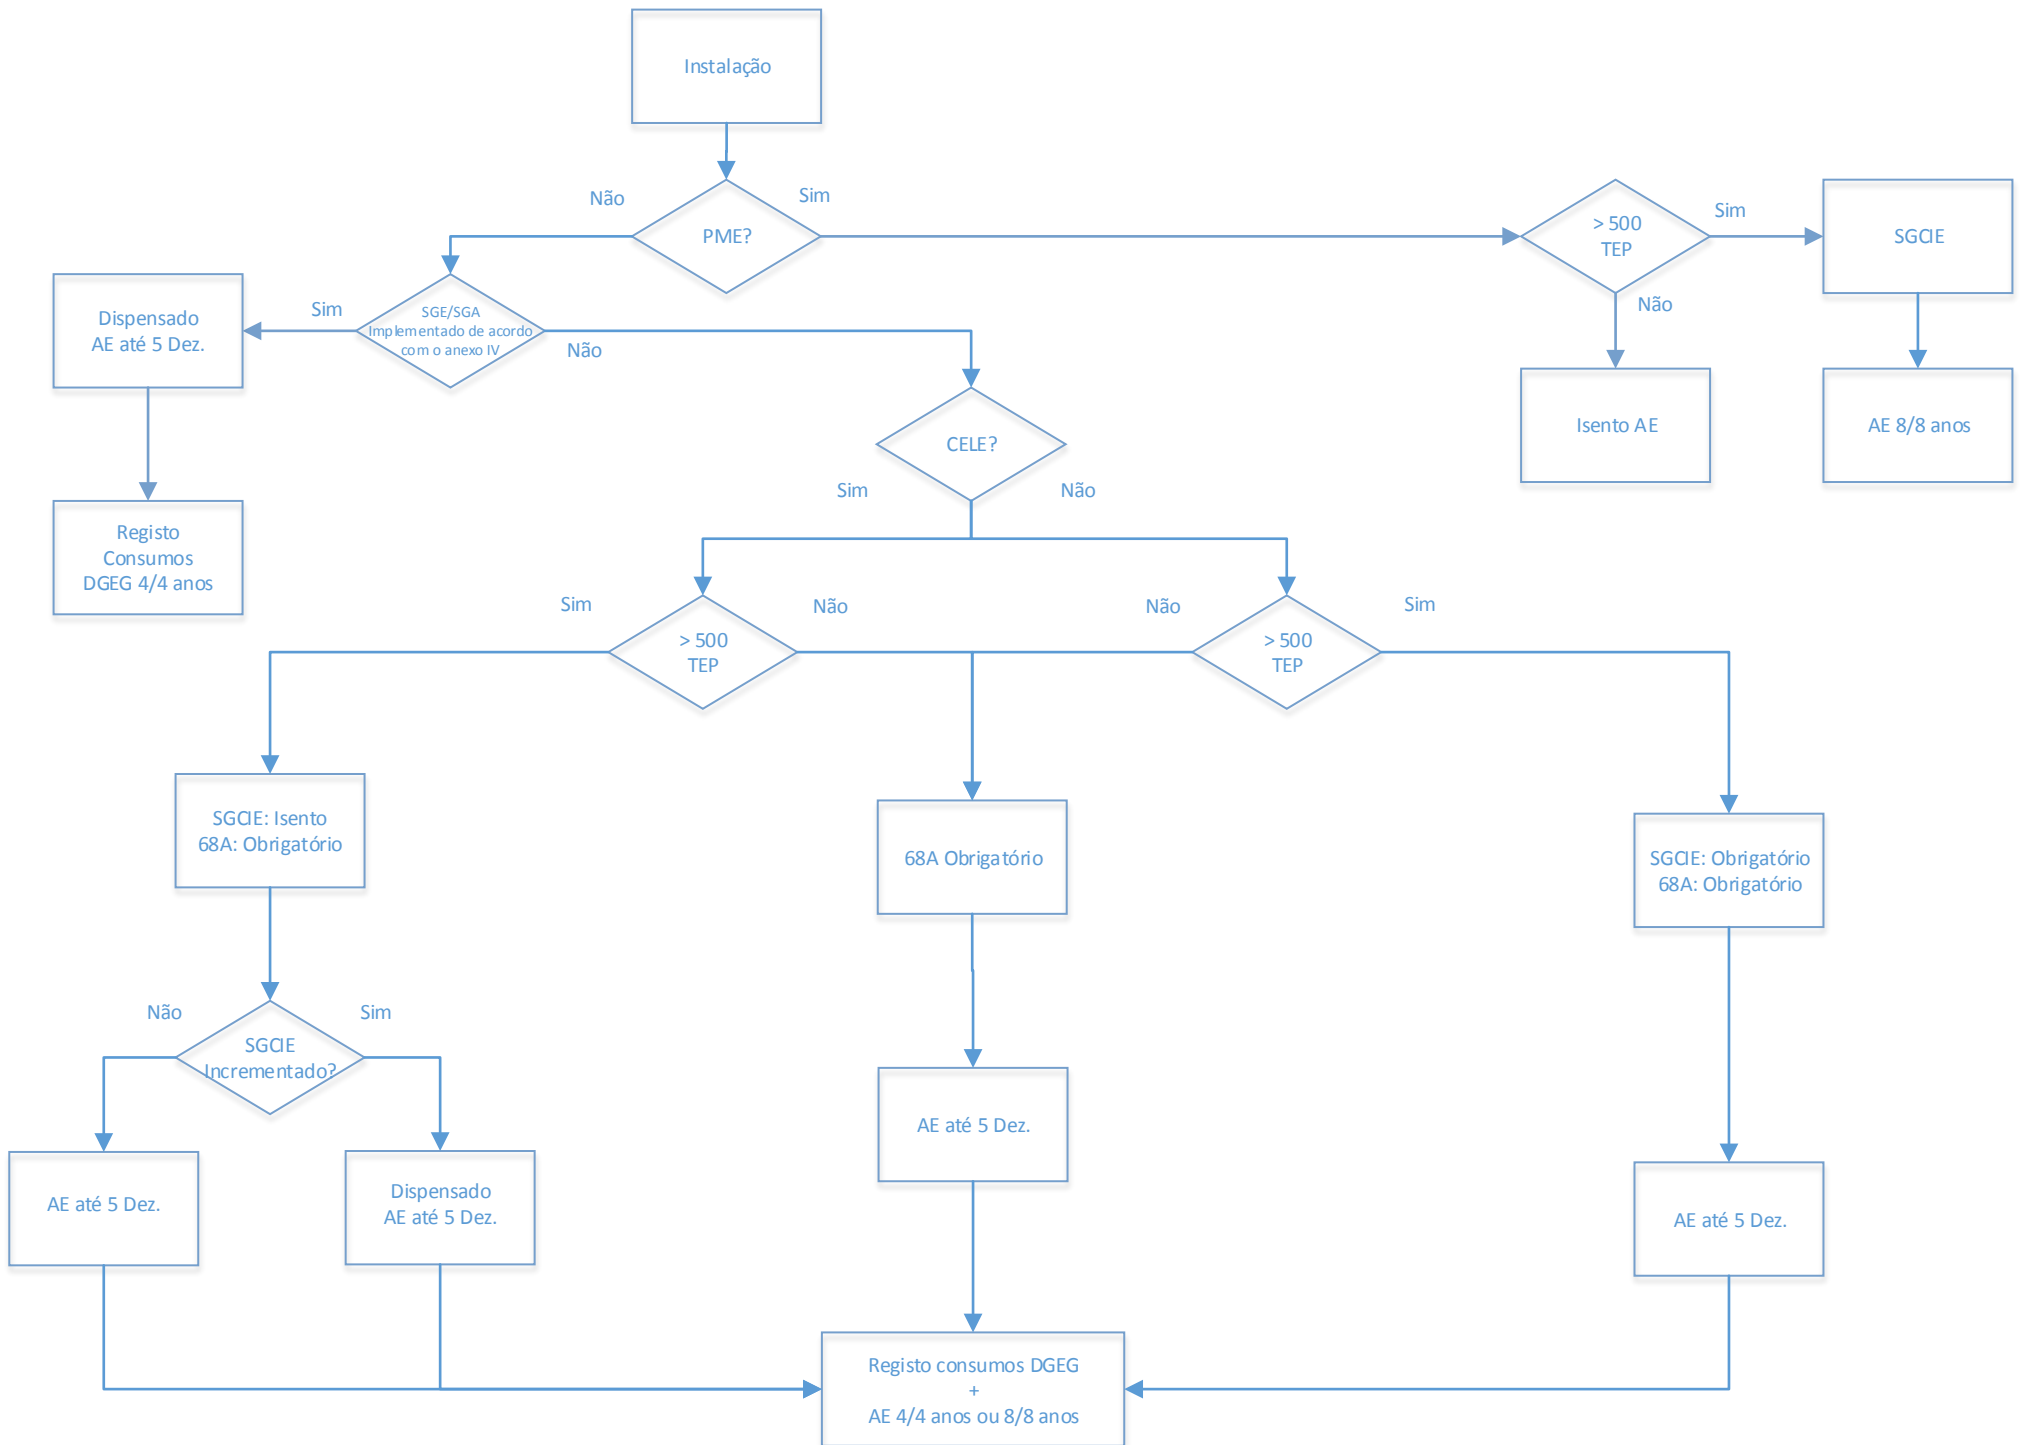 Instalação
Não
Sim
PME?
> 500
TEP
Sim
SGCIE
Não
Isento AE
AE 8/8 anos
Sim
SGE/SGA
Implementado de acordo
com o anexo IV
Não
Dispensado
AE até 5 Dez.
Registo
Consumos
DGEG 4/4 anos
CELE?
Sim
Não
Sim
> 500
TEP
Não
Não
> 500
TEP
Sim
SGCIE: Isento
68A: Obrigatório
68A Obrigatório
SGCIE: Obrigatório
68A: Obrigatório
Não
Sim
SGCIE
Incrementado?
AE até 5 Dez.
Dispensado
AE até 5 Dez.
AE até 5 Dez.
AE até 5 Dez.
Registo consumos DGEG
+
AE 4/4 anos ou 8/8 anos